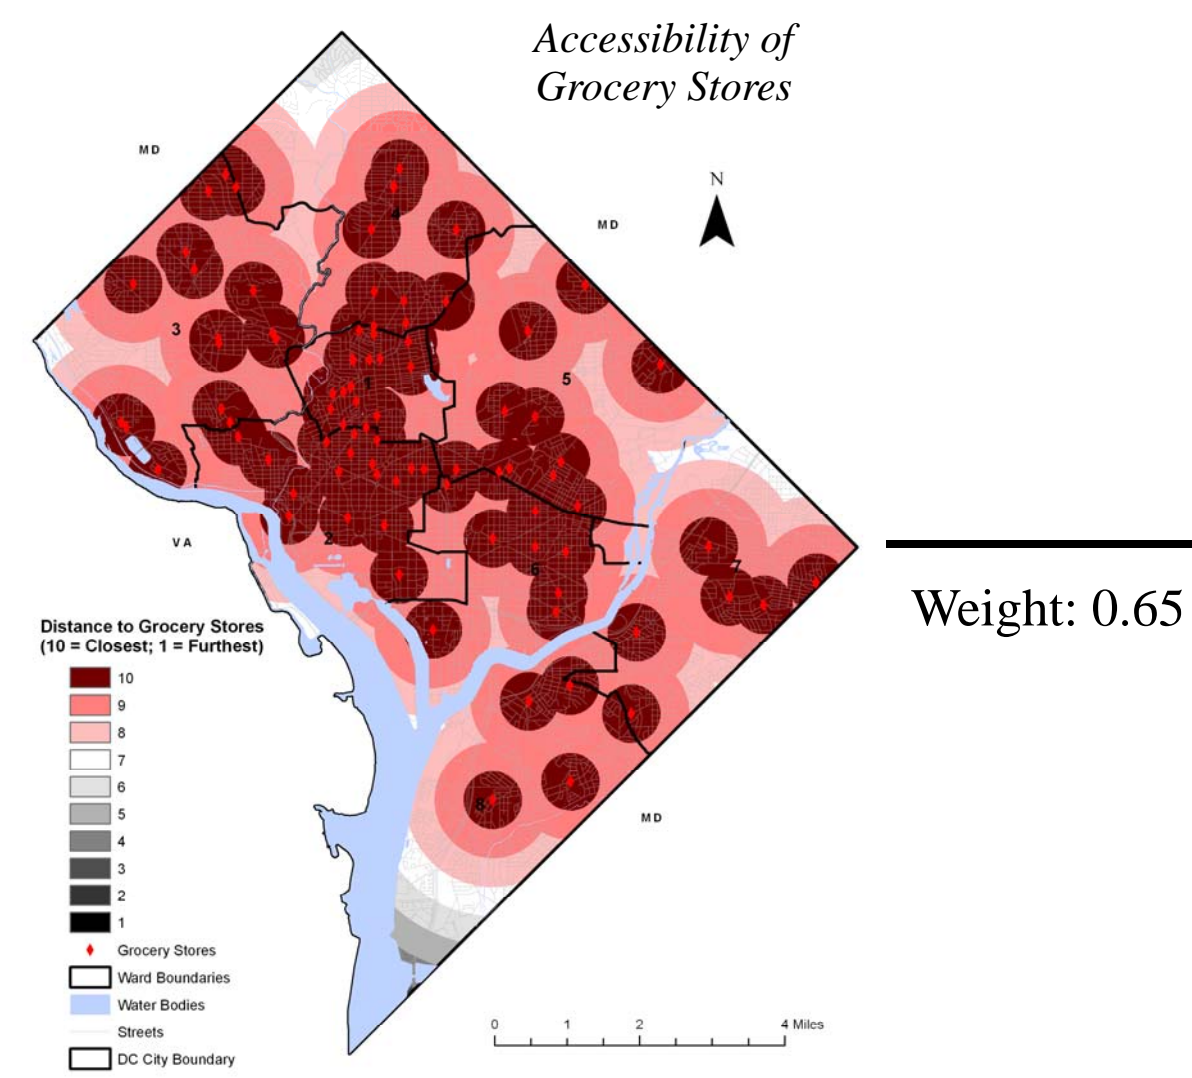 Accessibility of
Grocery Stores
MD
N
MD
4
3
5
1
VA
2
6
7
Weight: 0.65
8
MD
Distance to Grocery Stores
(10 = Closest; 1 = Furthest)
10
9
8
7
6
5
4
3
2
1
Grocery Stores
Ward Boundaries
Water Bodies
Streets
DC City Boundary
0 1 2 4 Miles